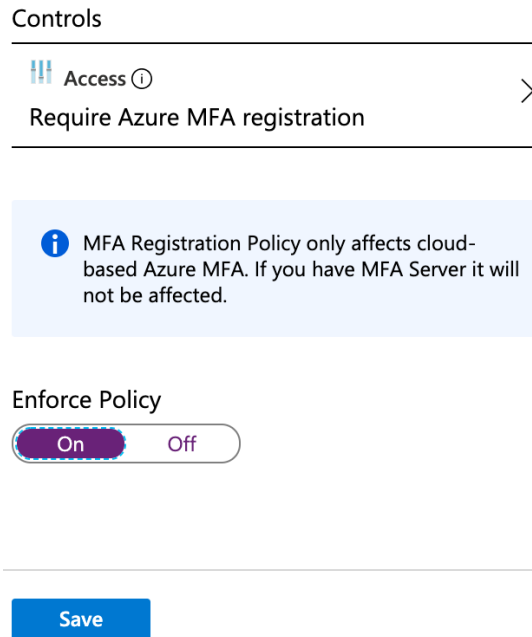 Controls
Access
Require Azure MFA registration
MFA Registration Policy only affects cloud-
based Azure MFA. If you have MFA Server it will
not be affected.
Enforce Policy
On Off
Save